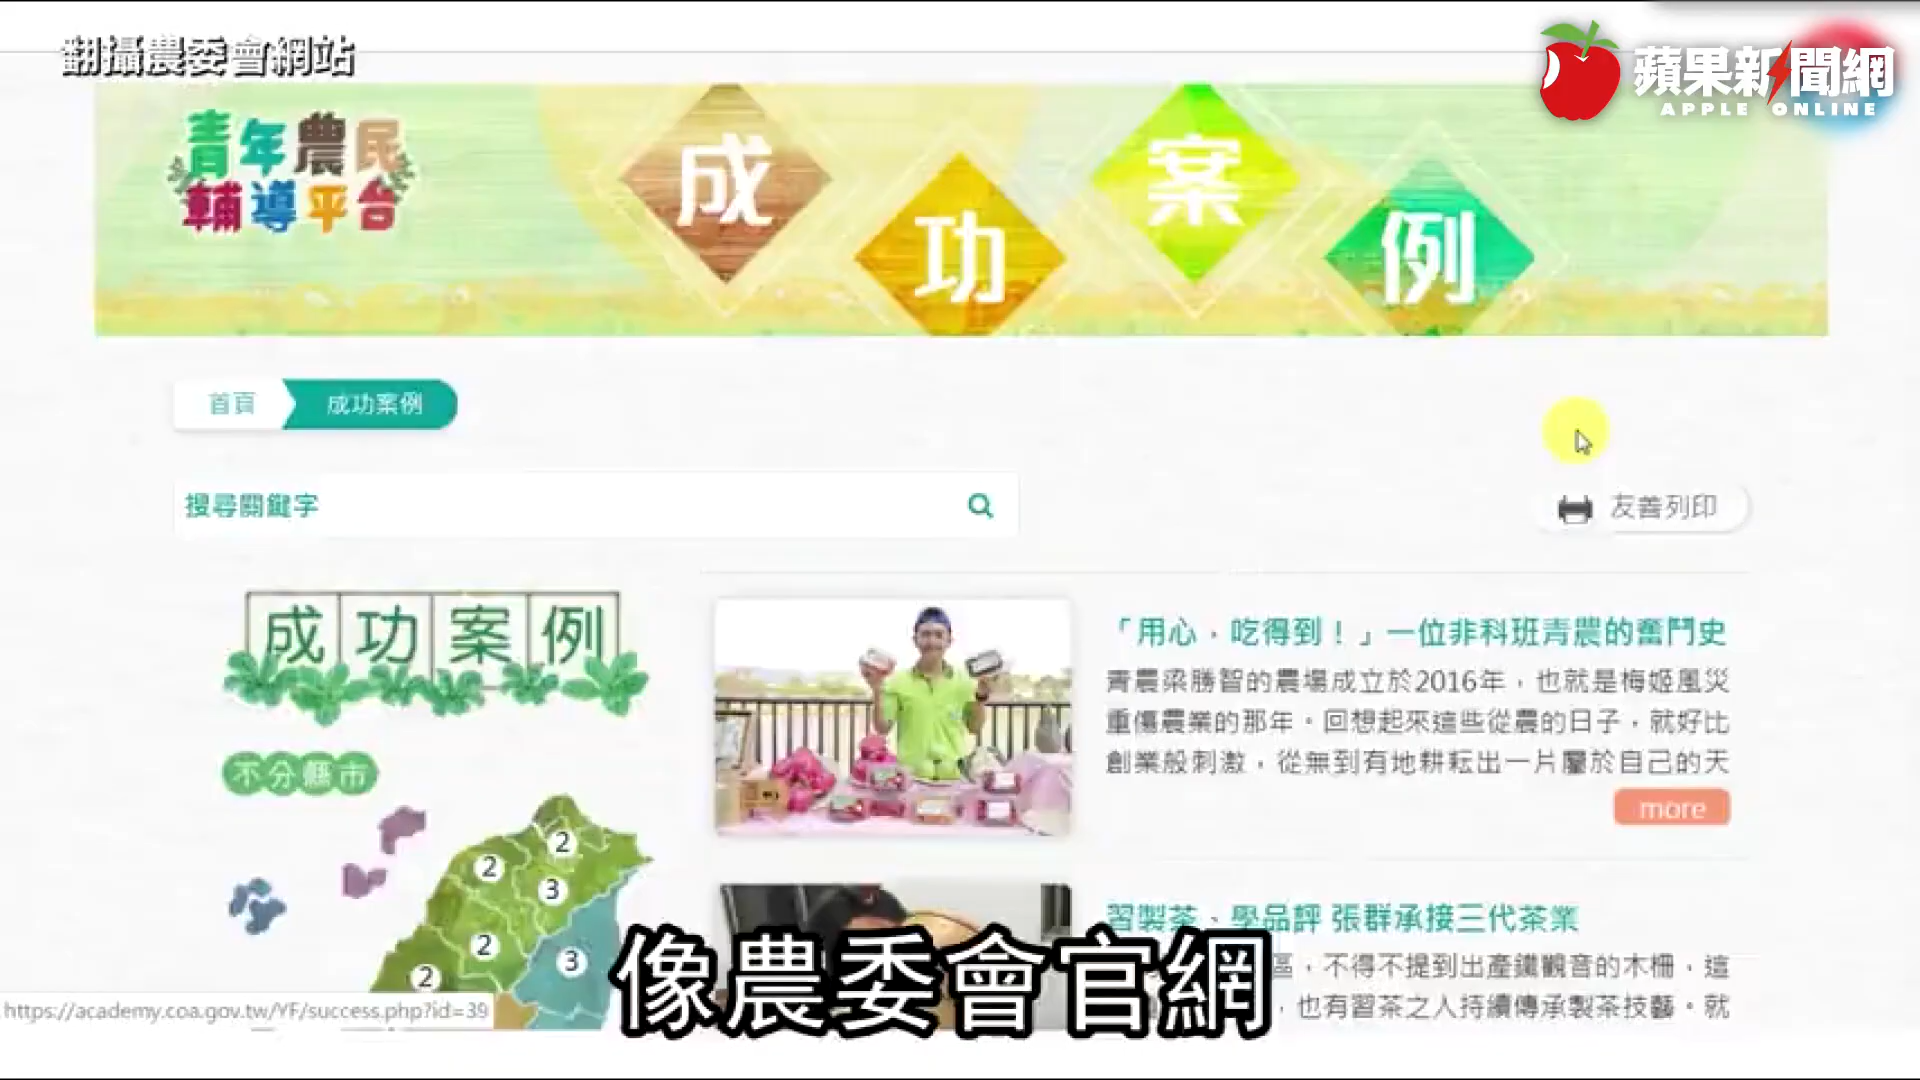 翻攝農委會網站
蘋果新聞網
APPLE ONLINE
青年農民
輔導平台
成功案例
首頁
成功案例
搜尋關鍵字
友善列印
成功案例
不分縣市
2
2
3
2
3
2
「用心，吃得到！」一位非科班青農的奮鬥史
青農梁勝智的農場成立於2016年，也就是梅姬風災
重傷農業的那年。回想起來這些從農的日子，就好比
創業般刺激，從無到有地耕耘出一片屬於自己的天
more
習製茶、學品評 張群承接三代茶業
區，不得不提到出產鐵觀音的木柵，這
，也有習茶之人持續傳承製茶技藝。就
https://academy.coa.gov.tw/YF/success.php?id=39
像農委會官網